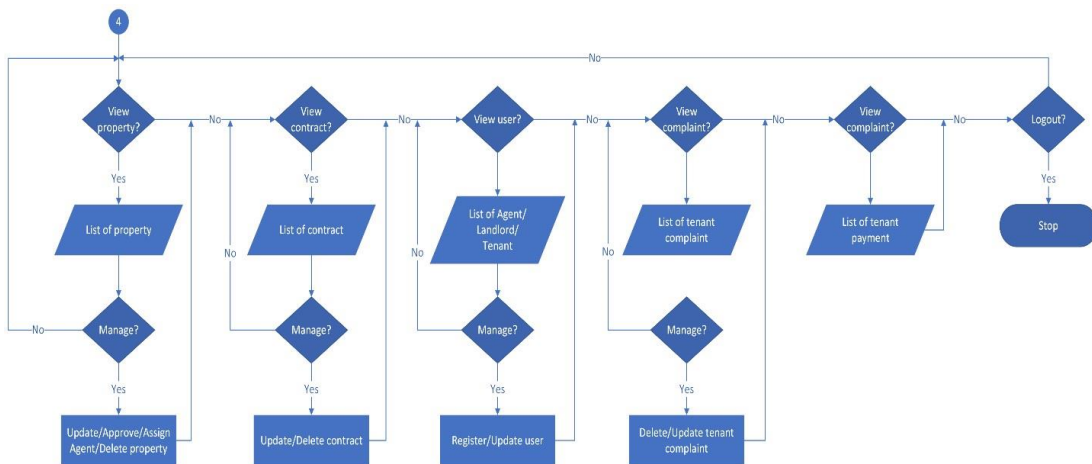 4
No
View
property?
No
View
contract?
No
View user?
No
View
complaint?
No
View
complaint?
No
Logout?
Yes
Yes
Yes
List of property
List of contract
List of Agent/
Landlord/
Tenant
List of tenant
complaint
List of tenant
payment
Stop
No
No
No
No
Manage?
Manage?
Manage?
Manage?
Yes
Yes
Yes
Yes
Update/Approve/Assign
Agent/Delete property
Update/Delete contract
Register/Update user
Delete/Update tenant
complaint